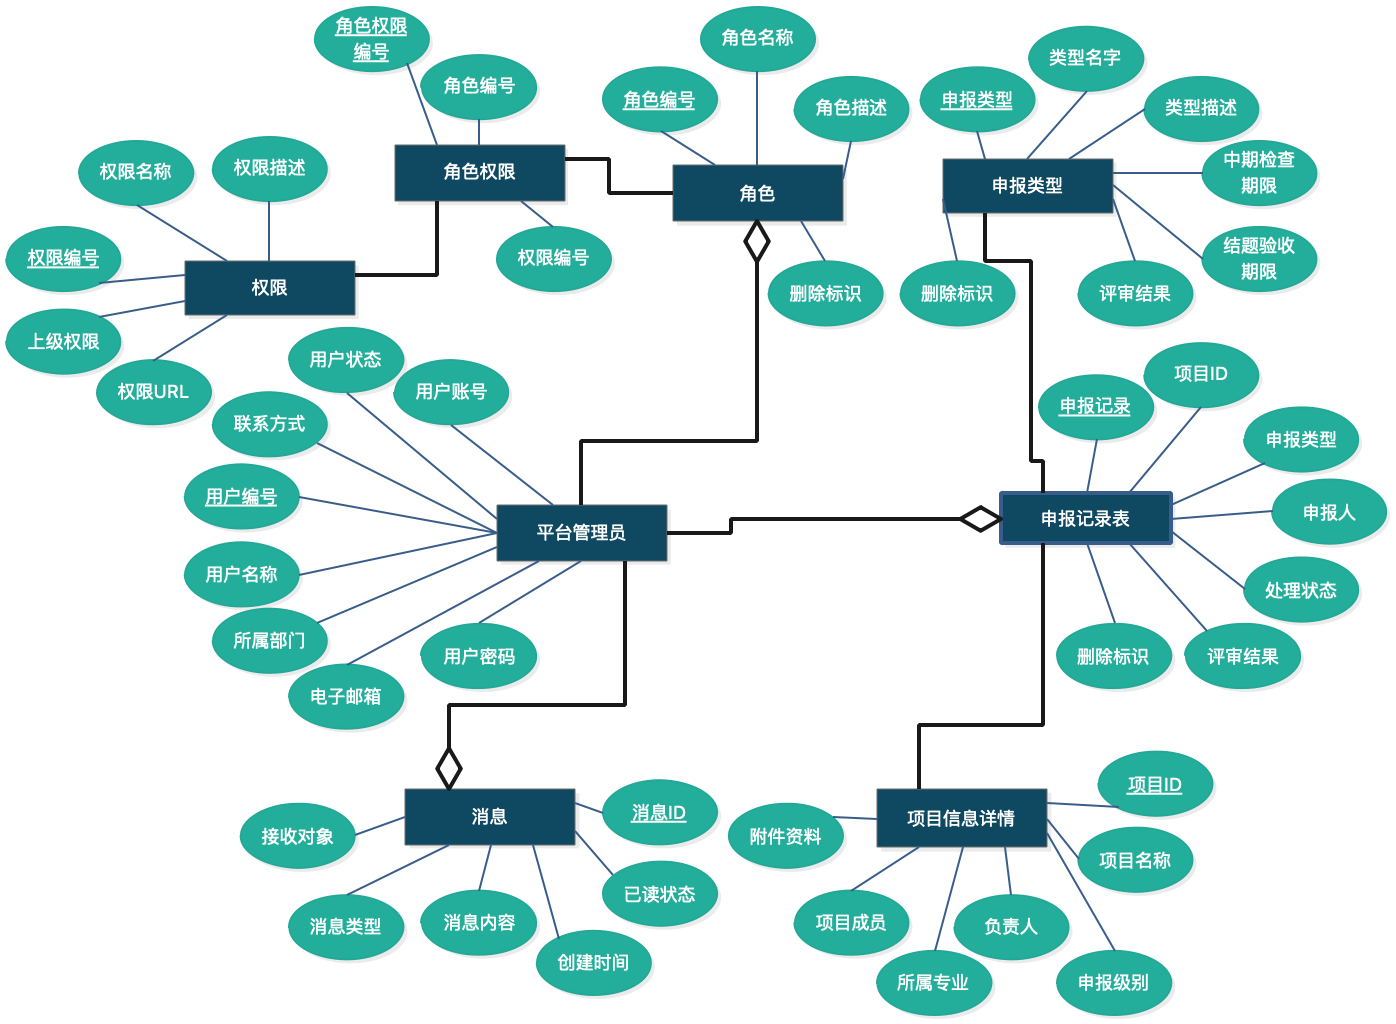 角色权限
编号
角色编号
角色权限
权限编号
角色名称
角色编号
角色描述
角色
删除标识
类型名字
申报类型
类型描述
中期检查
期限
申报类型
结题验收
期限
删除标识
评审结果
权限名称
权限描述
权限编号
权限
上级权限
权限URL
用户状态
用户账号
联系方式
用户编号
平台管理员
用户名称
所属部门
电子邮箱
用户密码
项目ID
申报记录
申报类型
申报人
申报记录表
处理状态
删除标识
评审结果
消息
消息ID
接收对象
已读状态
消息类型
消息内容
创建时间
项目ID
项目信息详情
附件资料
项目名称
项目成员
负责人
所属专业
申报级别